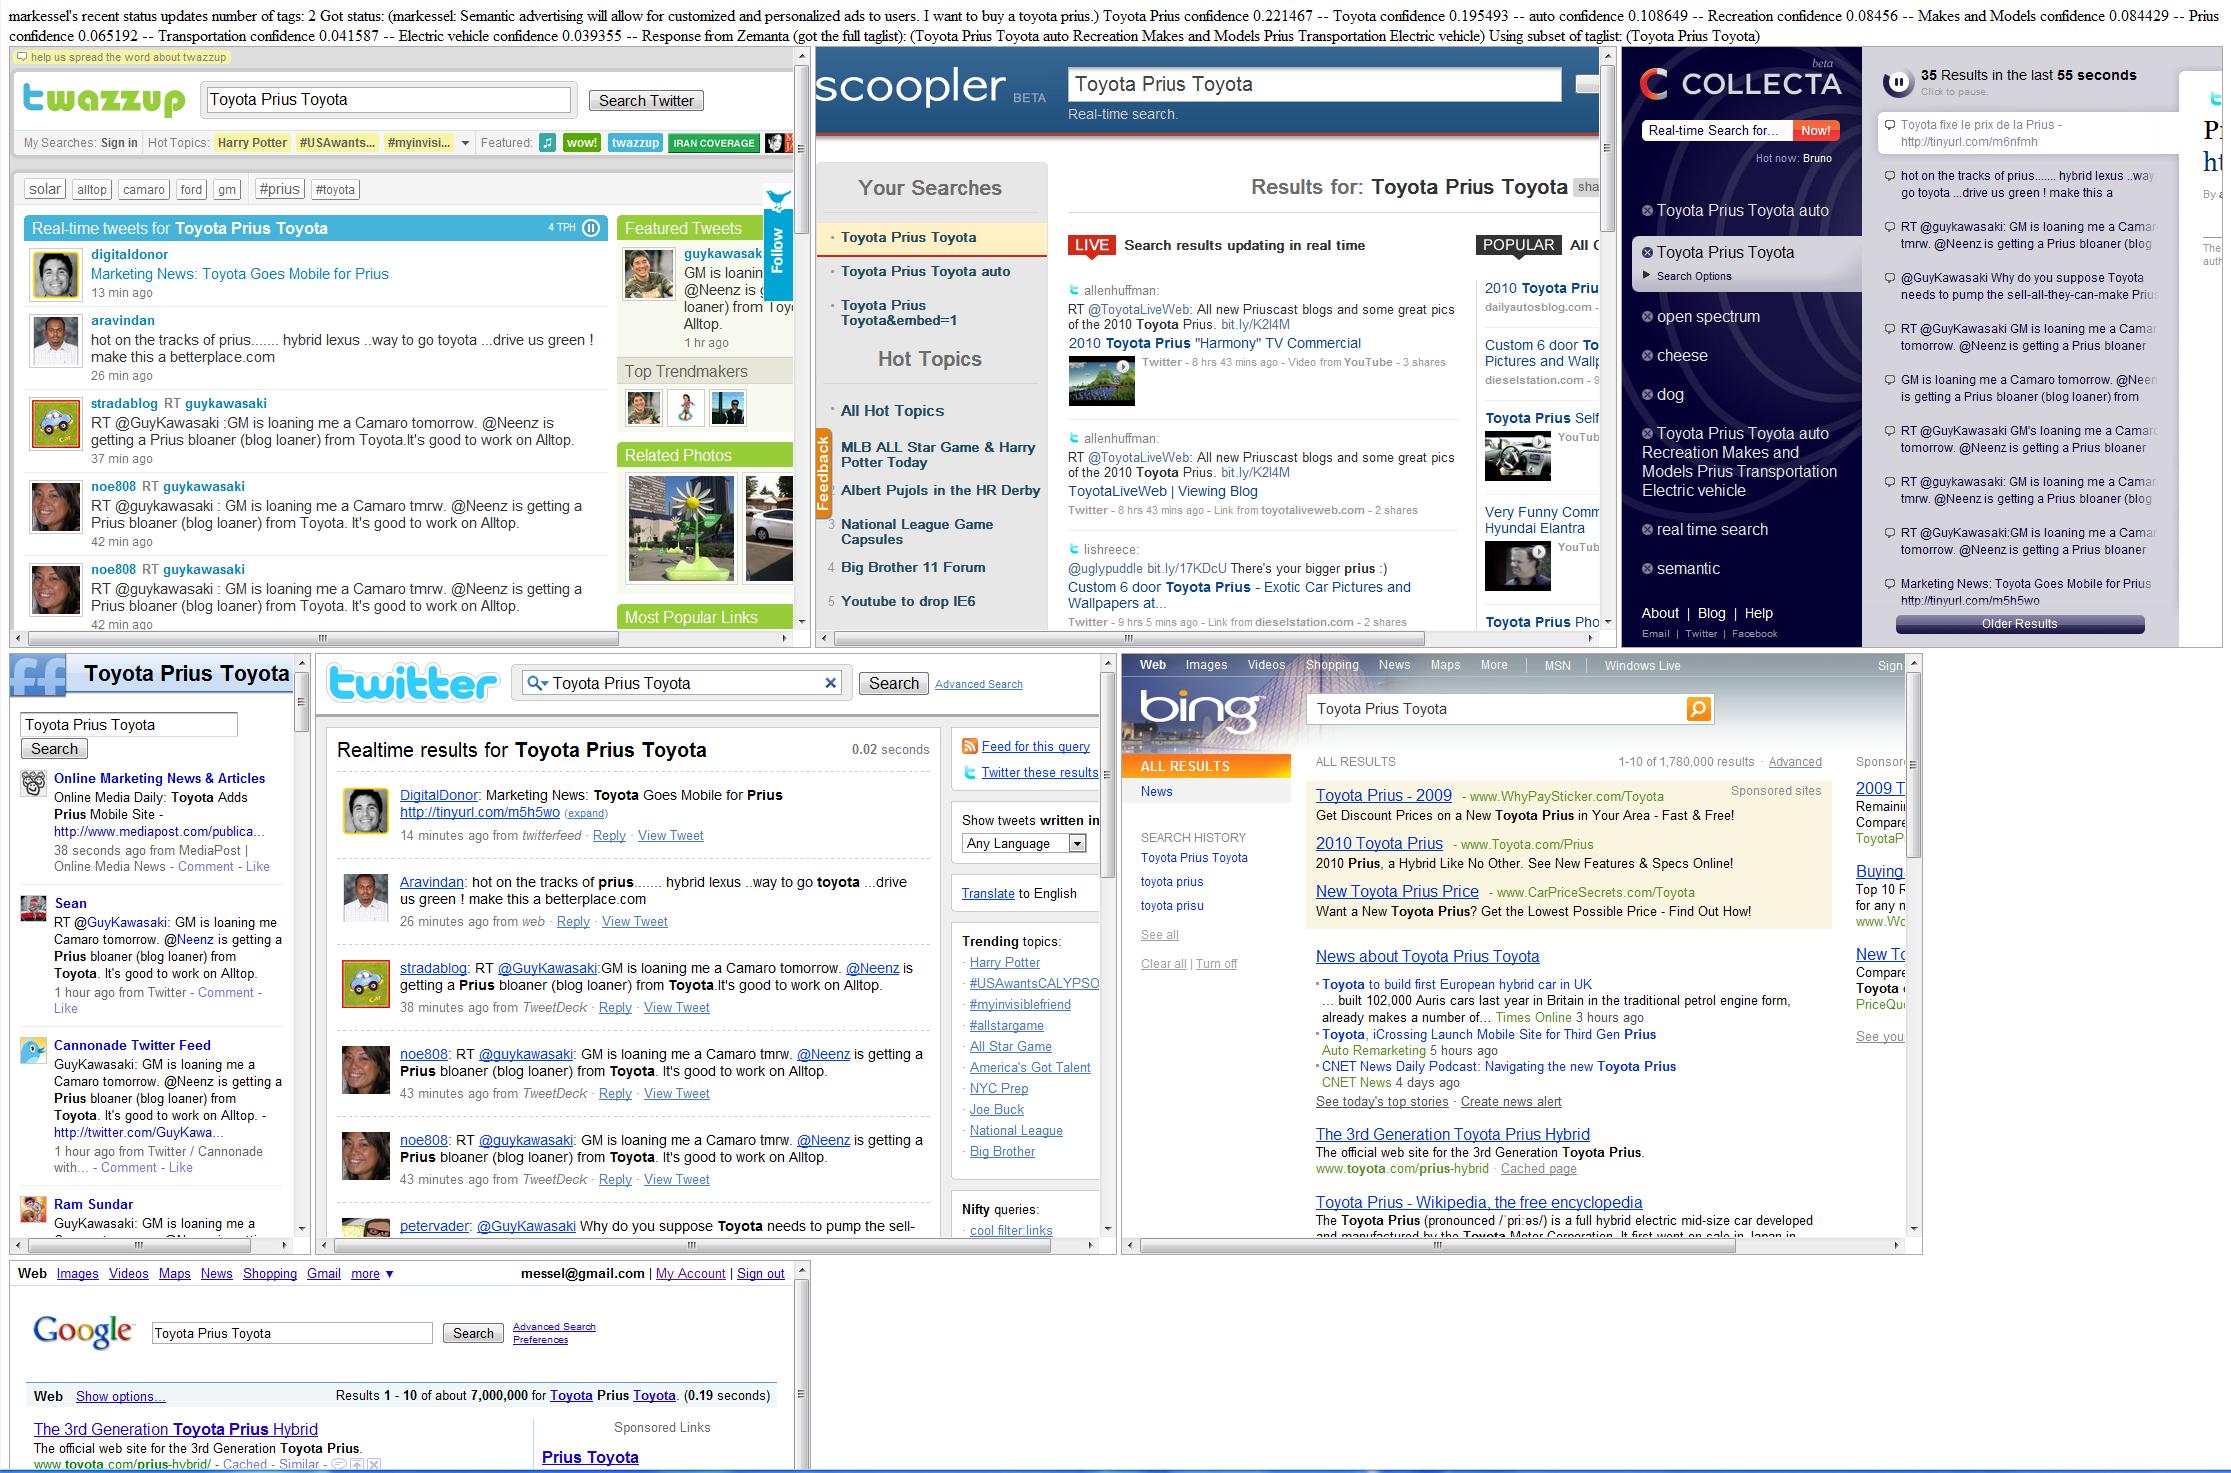 markessel's recent status updates number of tags: 2 Got status: (markessel: Semantic advertising will allow for customized and personalized ads to users. I want to buy a toyota prius.) Toyota Prius confidence 0.221467 -- Toyota confidence 0.195493 -- auto confidence 0.108649 -- Recreation confidence 0.08456 -- Makes and Models confidence 0.084429 -- Prius
confidence 0.065192 -- Transportation confidence 0.041587 -- Electric vehicle confidence 0.039355 -- Response from Zemanta (got the full taglist): (Toyota Prius Toyota auto Recreation Makes and Models Prius Transportation Electric vehicle) Using subset of taglist: (Toyota Prius Toyota)
help us spread the word about twazzup
twazzup Toyota Prius Toyota Search Twitter
My Searches: Sign in Hot Topics: Harry Potter #USAwants... #myinvisi... Featured: wow! twazzup IRAN COVERAGE
solar alltop camaro ford gm #prius #toyota
Real-time tweets for Toyota Prius Toyota 4 TPH
digitaldonor
Marketing News: Toyota Goes Mobile for Prius
13 min ago
aravindan
hot on the tracks of prius....... hybrid lexus ..way to go toyota ...drive us green !
make this a betterplace.com
26 min ago
stradablog RT guykawasaki
RT @GuyKawasaki :GM is loaning me a Camaro tomorrow. @Neenz is
getting a Prius bloaner (blog loaner) from Toyota.It's good to work on Alltop.
37 min ago
noe808 RT guykawasaki
RT @guykawasaki : GM is loaning me a Camaro tmrw. @Neenz is getting a
Prius bloaner (blog loaner) from Toyota. It's good to work on Alltop.
42 min ago
noe808 RT guykawasaki
RT @guykawasaki : GM is loaning me a Camaro tmrw. @Neenz is getting a
Prius bloaner (blog loaner) from Toyota. It's good to work on Alltop.
42 min ago
Featured Tweets
Follow
guykawasak
GM is loanin
@Neenz is g
loaner) from Toy
Alltop.
1 hr ago
Top Trendmakers
Related Photos
Most Popular Links
scoopler BETA Toyota Prius Toyota
Real-time search.
Your Searches
Toyota Prius Toyota
Toyota Prius Toyota auto
Toyota Prius
Toyota&embed=1
Hot Topics
All Hot Topics
MLB ALL Star Game & Harry
Potter Today
Albert Pujols in the HR Derby
3 National League Game
Capsules
4 Big Brother 11 Forum
5 Youtube to drop IE6
Feedback
Results for: Toyota Prius Toyota sha
LIVE Search results updating in real time
allenhuffman:
RT @ToyotaLiveWeb: All new Priuscast blogs and some great pics
of the 2010 Toyota Prius. bit.ly/K2I4M
2010 Toyota Prius "Harmony" TV Commercial
Twitter - 8 hrs 43 mins ago - Video from YouTube - 3 shares
allenhuffman:
RT @ToyotaLiveWeb: All new Priuscast blogs and some great pics
of the 2010 Toyota Prius. bit.ly/K2I4M
ToyotaLiveWeb | Viewing Blog
Twitter - 8 hrs 43 mins ago - Link from toyotaliveweb.com - 2 shares
lishreece:
@uglypuddle bit.ly/17KDcU There's your bigger prius :)
Custom 6 door Toyota Prius - Exotic Car Pictures and
Wallpapers at...
Twitter - 9 hrs 5 mins ago - Link from dieselstation.com - 2 shares
POPULAR All
2010 Toyota Priu
dailyautosblog.com -
Custom 6 door To
Pictures and Wallp
dieselstation.com - 9
Toyota Prius Self
YouTub
Very Funny Comm
Hyundai Elantra
YouTub
Toyota Prius Pho
beta
COLLECTA
Real-time Search for... Now!
Hot now: Bruno
Toyota Prius Toyota auto
Toyota Prius Toyota
Search Options
open spectrum
cheese
dog
Toyota Prius Toyota auto
Recreation Makes and
Models Prius Transportation
Electric vehicle
real time search
semantic
About | Blog | Help
Email | Twitter | Facebook
35 Results in the last 55 seconds
Click to pause.
Toyota fixe le prix de la Prius -
http://tinyurl.com/m6nfmh
hot on the tracks of prius....... hybrid lexus ..way
go toyota ...drive us green ! make this a
RT @guykawasaki: GM is loaning me a Cama
tmrw. @Neenz is getting a Prius bloaner (blog
@GuyKawasaki Why do you suppose Toyota
needs to pump the sell-all-they-can-make Prius
RT @GuyKawasaki GM is loaning me a Camar
tomorrow. @Neenz is getting a Prius bloaner
GM is loaning me a Camaro tomorrow. @Neen
is getting a Prius bloaner (blog loaner) from
RT @GuyKawasaki GM's loaning me a Camaro
tomorrow. @Neenz is getting a Prius bloaner
RT @guykawasaki: GM is loaning me a Camar
tmrw. @Neenz is getting a Prius bloaner (blog
RT @GuyKawasaki:GM is loaning me a Camar
tomorrow. @Neenz is getting a Prius bloaner
Marketing News: Toyota Goes Mobile for Prius
http://tinyurl.com/m5h5wo
Older Results
By a
The
auth
ff Toyota Prius Toyota
Toyota Prius Toyota
Search
Online Marketing News & Articles
Online Media Daily: Toyota Adds
Prius Mobile Site -
http://www.mediapost.com/publica...
38 seconds ago from MediaPost |
Online Media News - Comment - Like
Sean
RT @GuyKawasaki: GM is loaning me
Camaro tomorrow. @Neenz is getting a
Prius bloaner (blog loaner) from
Toyota. It's good to work on Alltop.
1 hour ago from Twitter - Comment -
Like
Cannonade Twitter Feed
GuyKawasaki: GM is loaning me a
Camaro tomorrow. @Neenz is getting a
Prius bloaner (blog loaner) from
Toyota. It's good to work on Alltop. -
http://twitter.com/GuyKawa...
1 hour ago from Twitter / Cannonade
with... - Comment - Like
Ram Sundar
GuyKawasaki: GM is loaning me a
twitter Toyota Prius Toyota Search Advanced Search
Realtime results for Toyota Prius Toyota 0.02 seconds
DigitalDonor: Marketing News: Toyota Goes Mobile for Prius
http://tinyurl.com/m5h5wo (expand)
14 minutes ago from twitterfeed · Reply · View Tweet
Aravindan: hot on the tracks of prius....... hybrid lexus ..way to go toyota ...drive
us green ! make this a betterplace.com
26 minutes ago from web · Reply · View Tweet
stradablog: RT @GuyKawasaki:GM is loaning me a Camaro tomorrow. @Neenz is
getting a Prius bloaner (blog loaner) from Toyota.It's good to work on Alltop.
38 minutes ago from TweetDeck · Reply · View Tweet
noe808: RT @guykawasaki: GM is loaning me a Camaro tmrw. @Neenz is getting a
Prius bloaner (blog loaner) from Toyota. It's good to work on Alltop.
43 minutes ago from TweetDeck · Reply · View Tweet
noe808: RT @guykawasaki: GM is loaning me a Camaro tmrw. @Neenz is getting a
Prius bloaner (blog loaner) from Toyota. It's good to work on Alltop.
43 minutes ago from TweetDeck · Reply · View Tweet
petervader: @GuyKawasaki Why do you suppose Toyota needs to pump the sell-
Feed for this query
Twitter these results
Show tweets written in
Any Language
Translate to English
Trending topics:
· Harry Potter
· #USAwantsCALYPSO
· #myinvisiblefriend
· #allstargame
· All Star Game
· America's Got Talent
· NYC Prep
· Joe Buck
· National League
· Big Brother
Nifty queries:
· cool filter:links
Web Images Videos Shopping News Maps More | MSN | Windows Live Sign
bing Toyota Prius Toyota
ALL RESULTS
News
SEARCH HISTORY
Toyota Prius Toyota
toyota prius
toyota prisu
See all
Clear all | Turn off
ALL RESULTS 1-10 of 1,780,000 results · Advanced
Toyota Prius - 2009 - www.WhyPaySticker.com/Toyota Sponsored sites
Get Discount Prices on a New Toyota Prius in Your Area - Fast & Free!
2010 Toyota Prius - www.Toyota.com/Prius
2010 Prius, a Hybrid Like No Other. See New Features & Specs Online!
New Toyota Prius Price - www.CarPriceSecrets.com/Toyota
Want a New Toyota Prius? Get the Lowest Possible Price - Find Out How!
News about Toyota Prius Toyota
Toyota to build first European hybrid car in UK
... built 102,000 Auris cars last year in Britain in the traditional petrol engine form,
already makes a number of... Times Online 3 hours ago
Toyota, iCrossing Launch Mobile Site for Third Gen Prius
Auto Remarketing 5 hours ago
CNET News Daily Podcast: Navigating the new Toyota Prius
CNET News 4 days ago
See today's top stories · Create news alert
The 3rd Generation Toyota Prius Hybrid
The official web site for the 3rd Generation Toyota Prius.
www.toyota.com/prius-hybrid · Cached page
Toyota Prius - Wikipedia, the free encyclopedia
The Toyota Prius (pronounced /ˈpriːəs/) is a full hybrid electric mid-size car developed
and manufactured by the Toyota Motor Corporation. It first went on sale in Japan in
Sponsor
2009 T
Remainin
Compare
ToyotaP
Buying
Top 10 R
for any n
www.Wo
New To
Compare
Toyota
PriceQu
See you
Web Images Videos Maps News Shopping Gmail more ▼ messel@gmail.com | My Account | Sign out
Google Toyota Prius Toyota Search Advanced Search
Preferences
Web Show options... Results 1 - 10 of about 7,000,000 for Toyota Prius Toyota. (0.19 seconds)
The 3rd Generation Toyota Prius Hybrid
The official web site for the 3rd Generation Toyota Prius.
www.toyota.com/prius-hybrid/ - Cached - Similar -
Sponsored Links
Prius Toyota